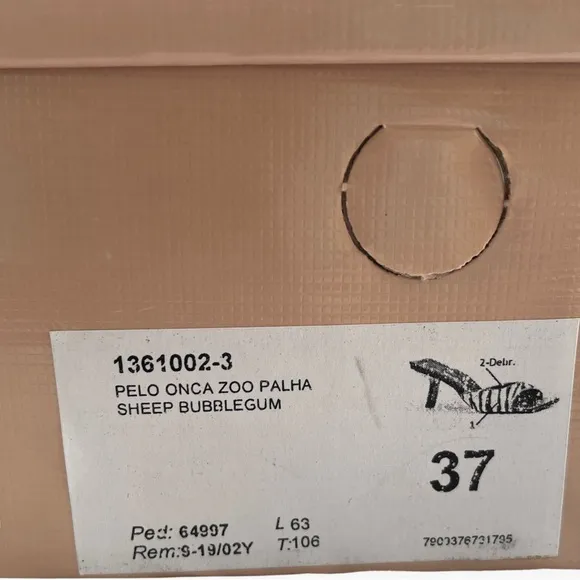 1361002-3
PELO ONCA ZOO PALHA
SHEEP BUBBLEGUM
2-Debr.
1
37
Ped: 64997 L 63
Rem:9-19/02Y T:106